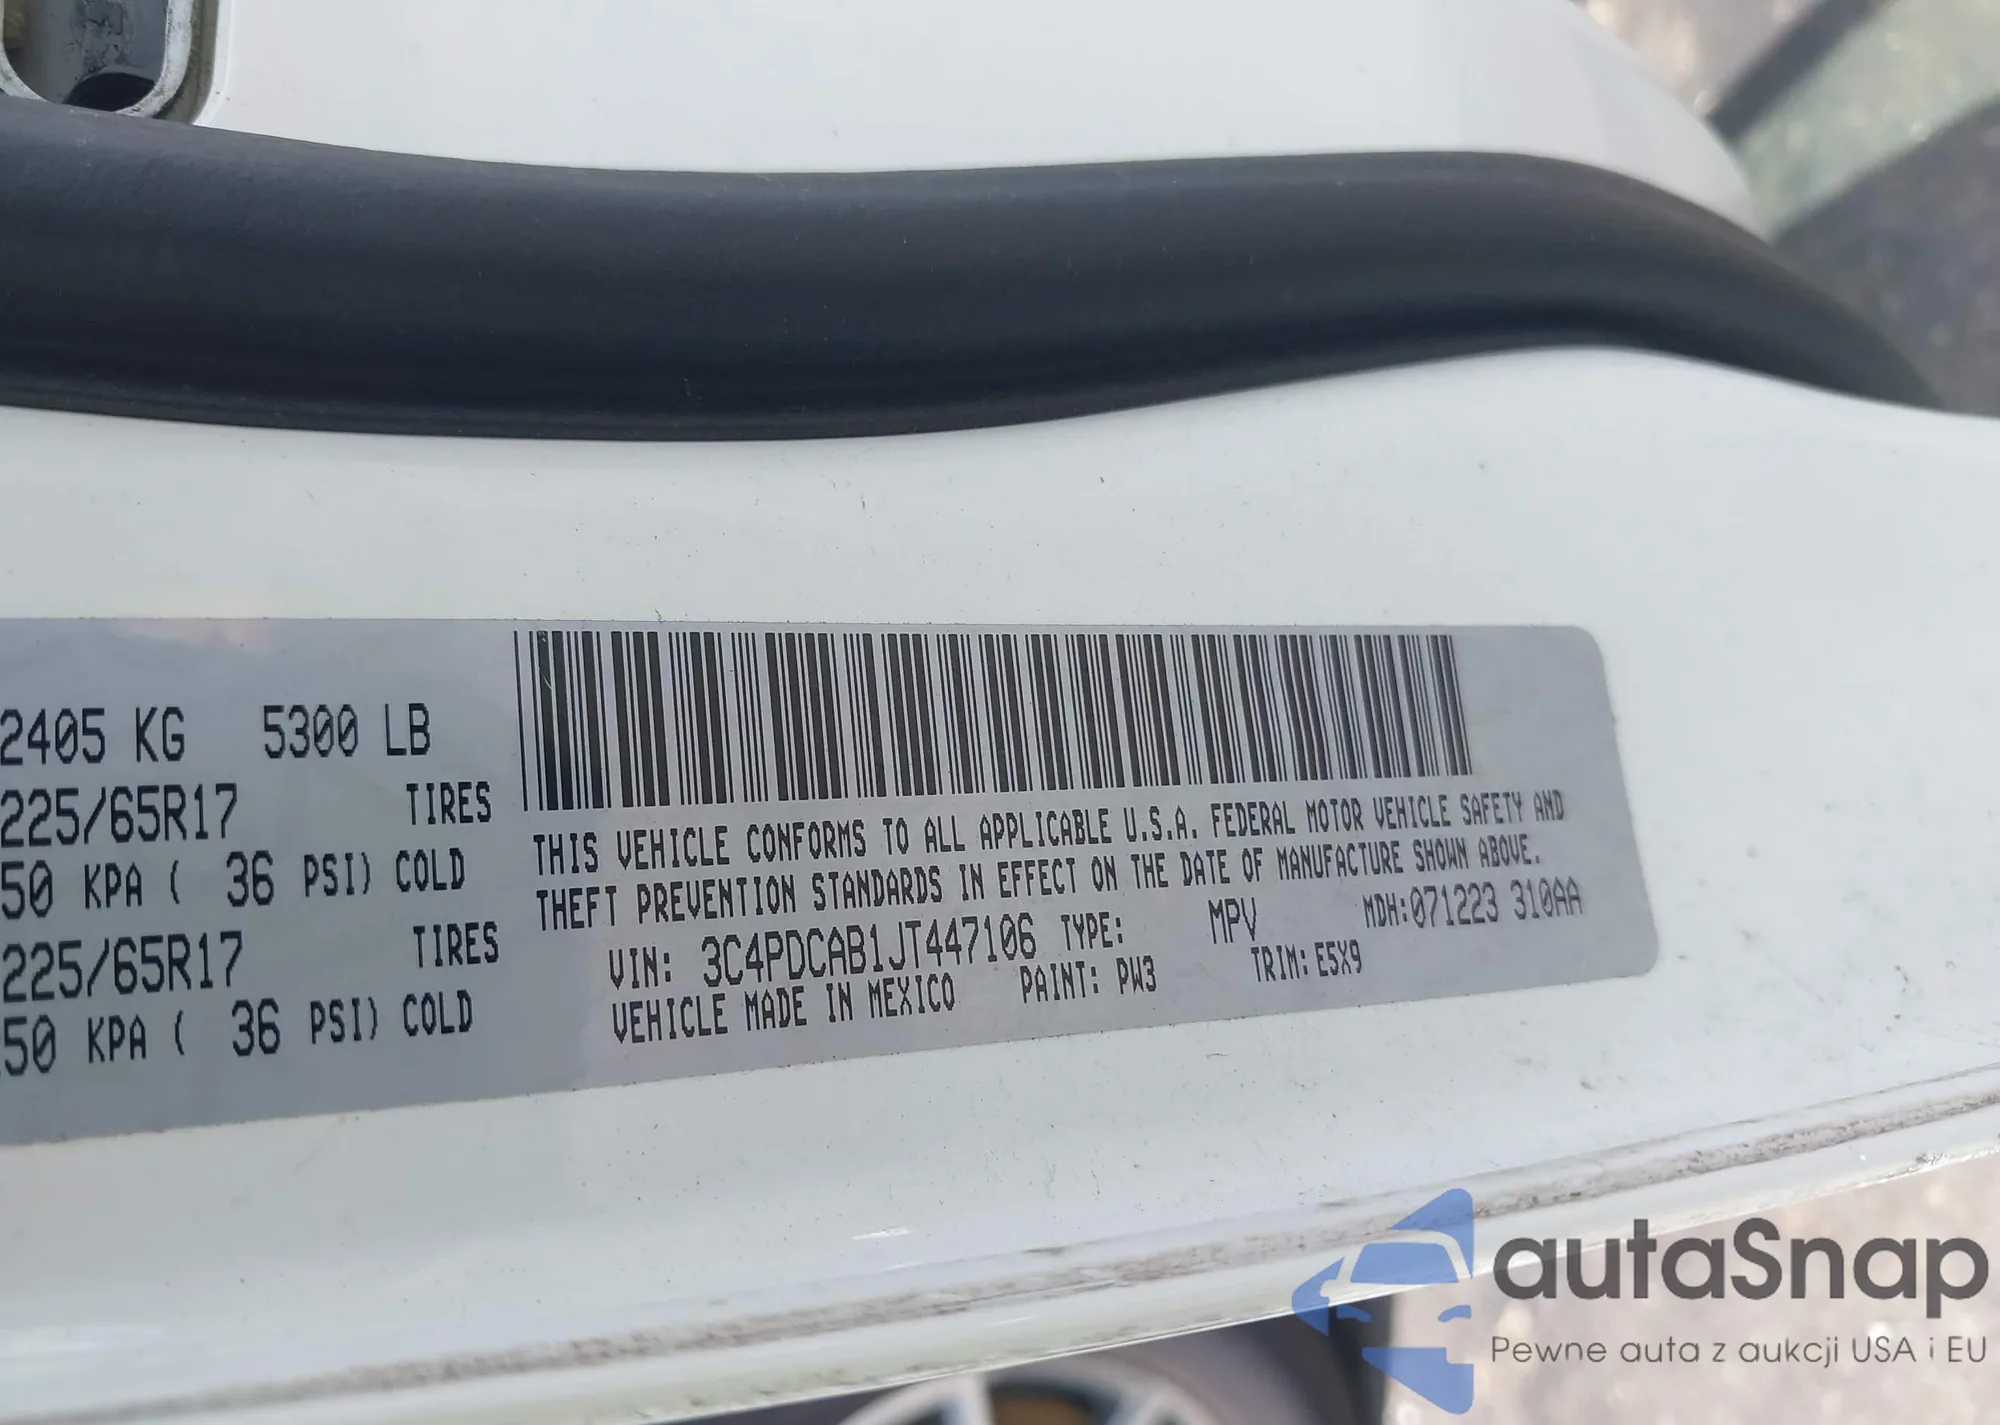 2405 KG 5300 LB
225/65R17 TIRES
50 KPA ( 36 PSI) COLD
225/65R17 TIRES
50 KPA ( 36 PSI) COLD
THIS VEHICLE CONFORMS TO ALL APPLICABLE U.S.A. FEDERAL MOTOR VEHICLE SAFETY AND
THEFT PREVENTION STANDARDS IN EFFECT ON THE DATE OF MANUFACTURE SHOWN ABOVE.
VIN: 3C4PDCAB1JT447106 TYPE: MPV MDH:071223 310AA
VEHICLE MADE IN MEXICO PAINT: PW3 TRIM: E5X9
autaSnap
Pewne auta z aukcji USA i EU